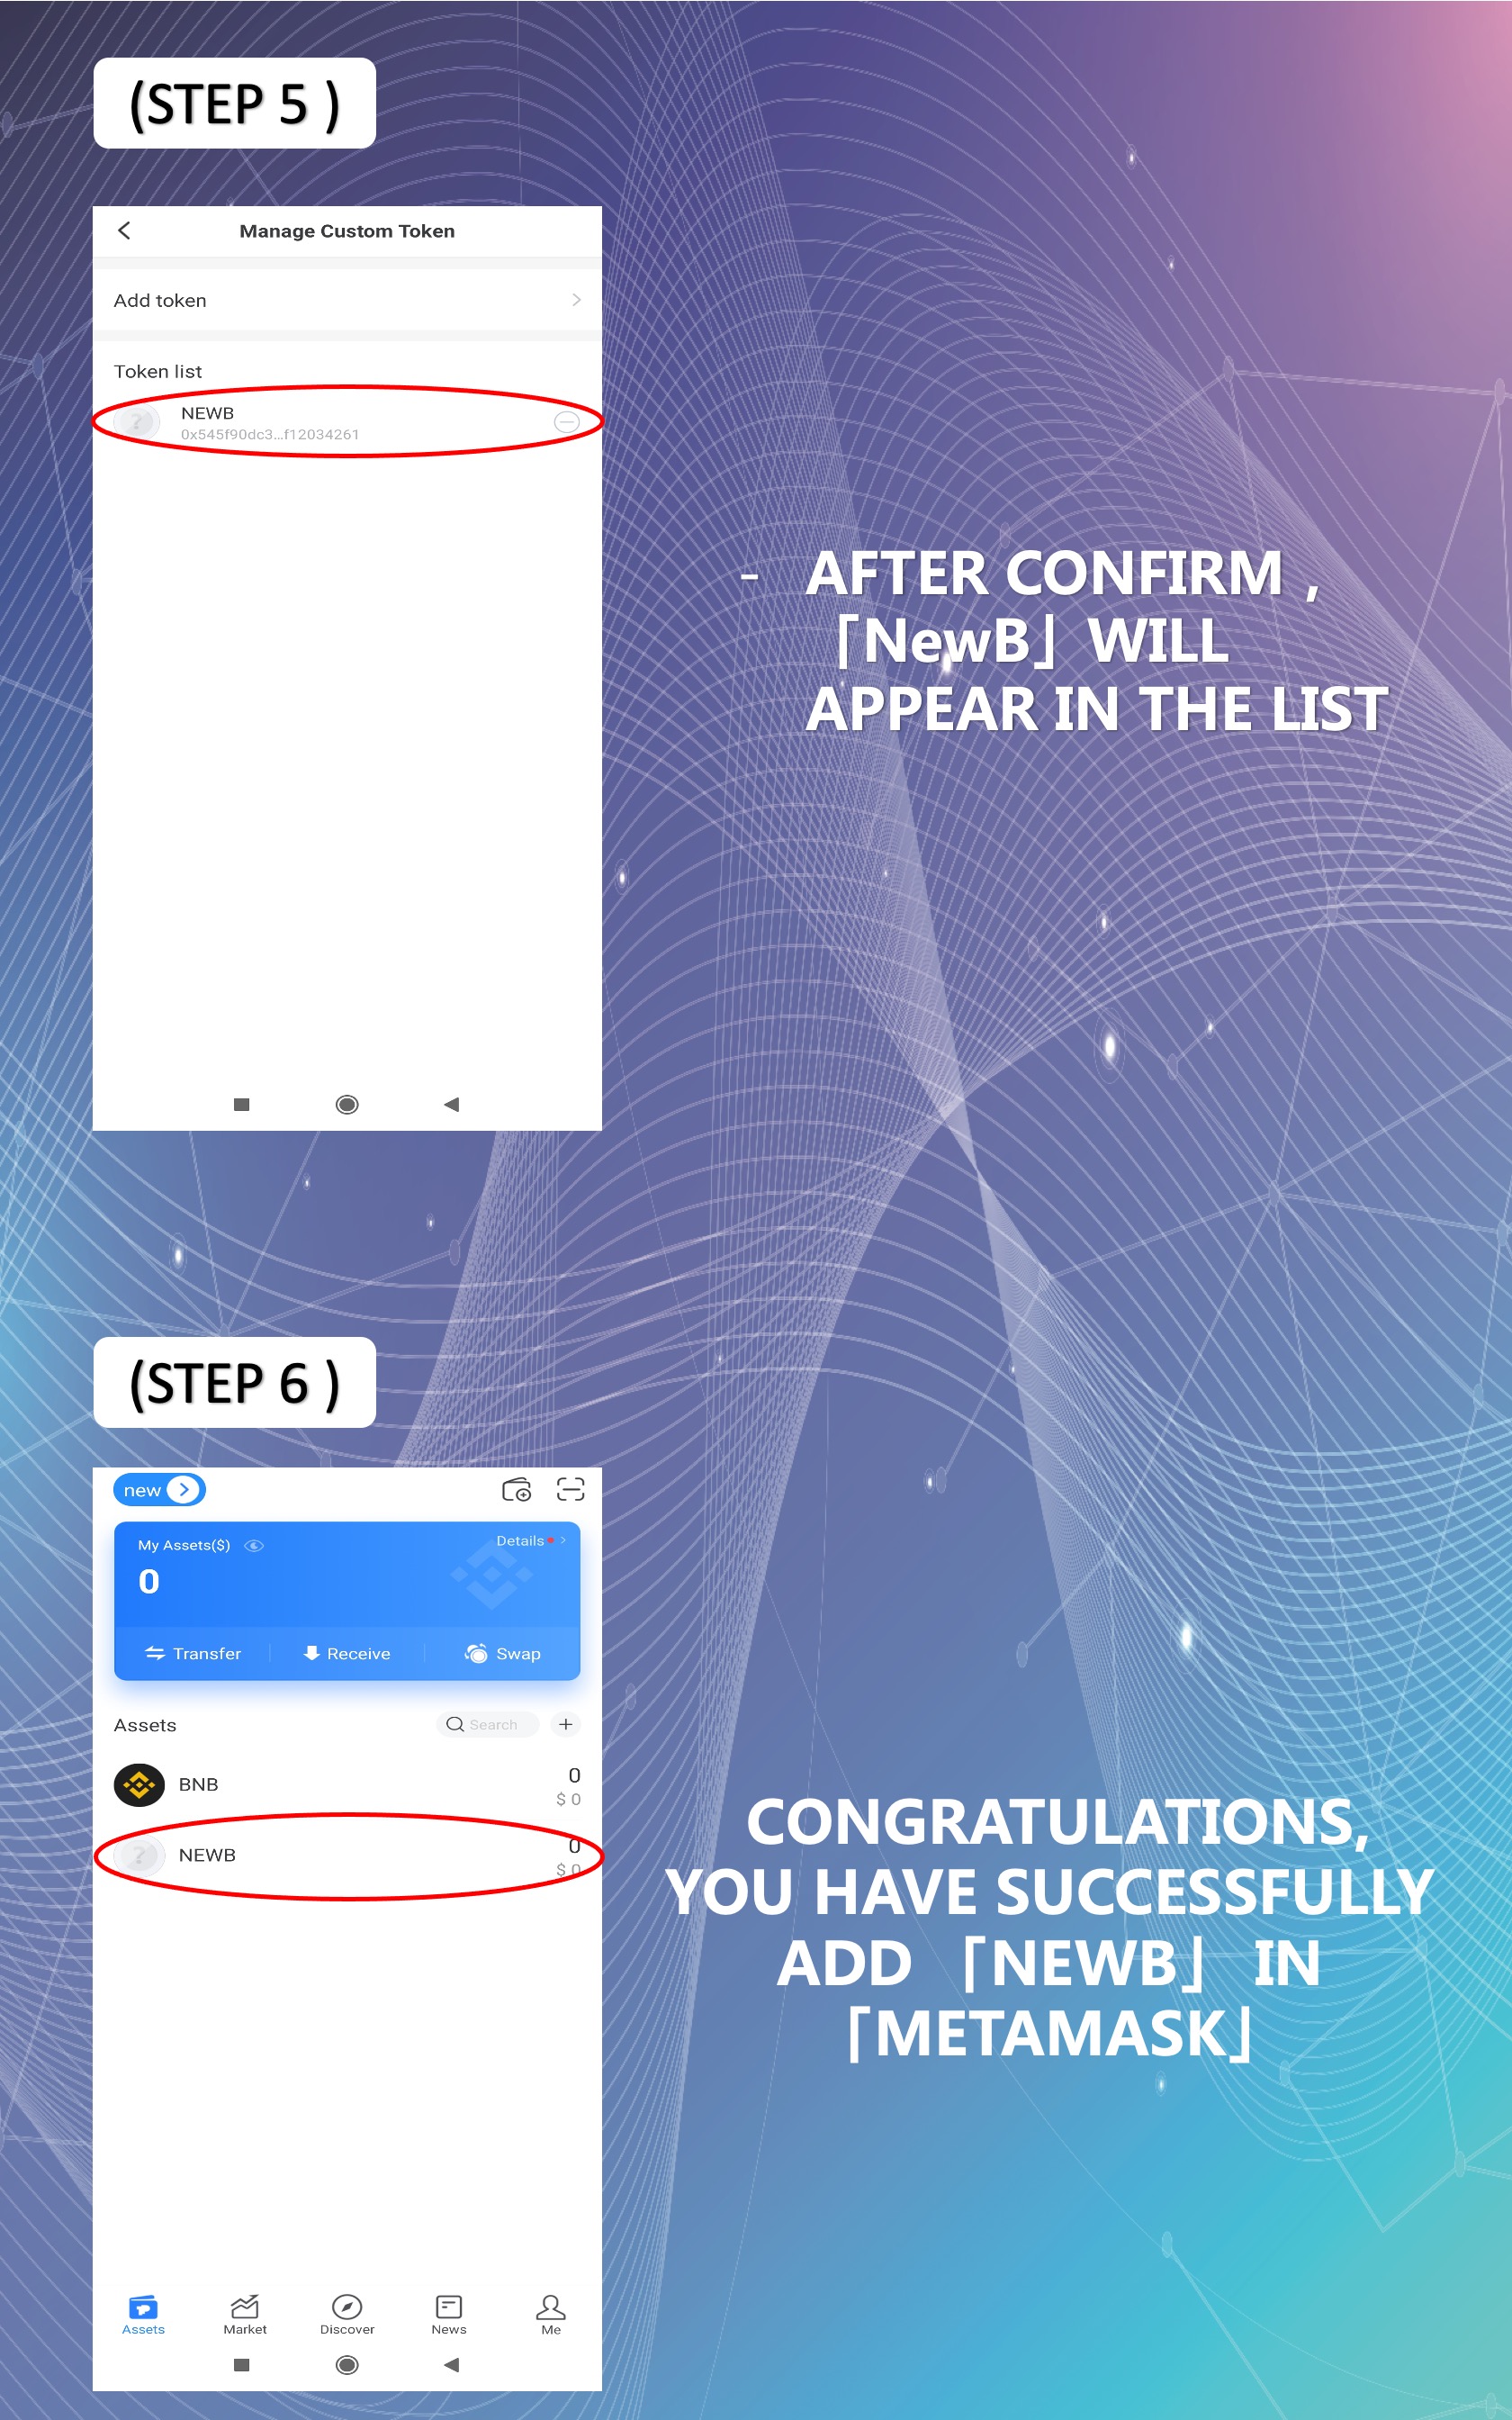 (STEP 5 )
Manage Custom Token
Add token
Token list
NEWB
0x545f90dc3...f12034261
- AFTER CONFIRM ,
「NewB」 WILL
APPEAR IN THE LIST
(STEP 6 )
new
My Assets($)
Details
0
Transfer
Receive
Swap
Assets
Search
BNB
0
$ 0
NEWB
0
$ 0
CONGRATULATIONS,
YOU HAVE SUCCESSFULLY
ADD 「NEWB」 IN
「METAMASK」
Assets
Market
Discover
News
Me